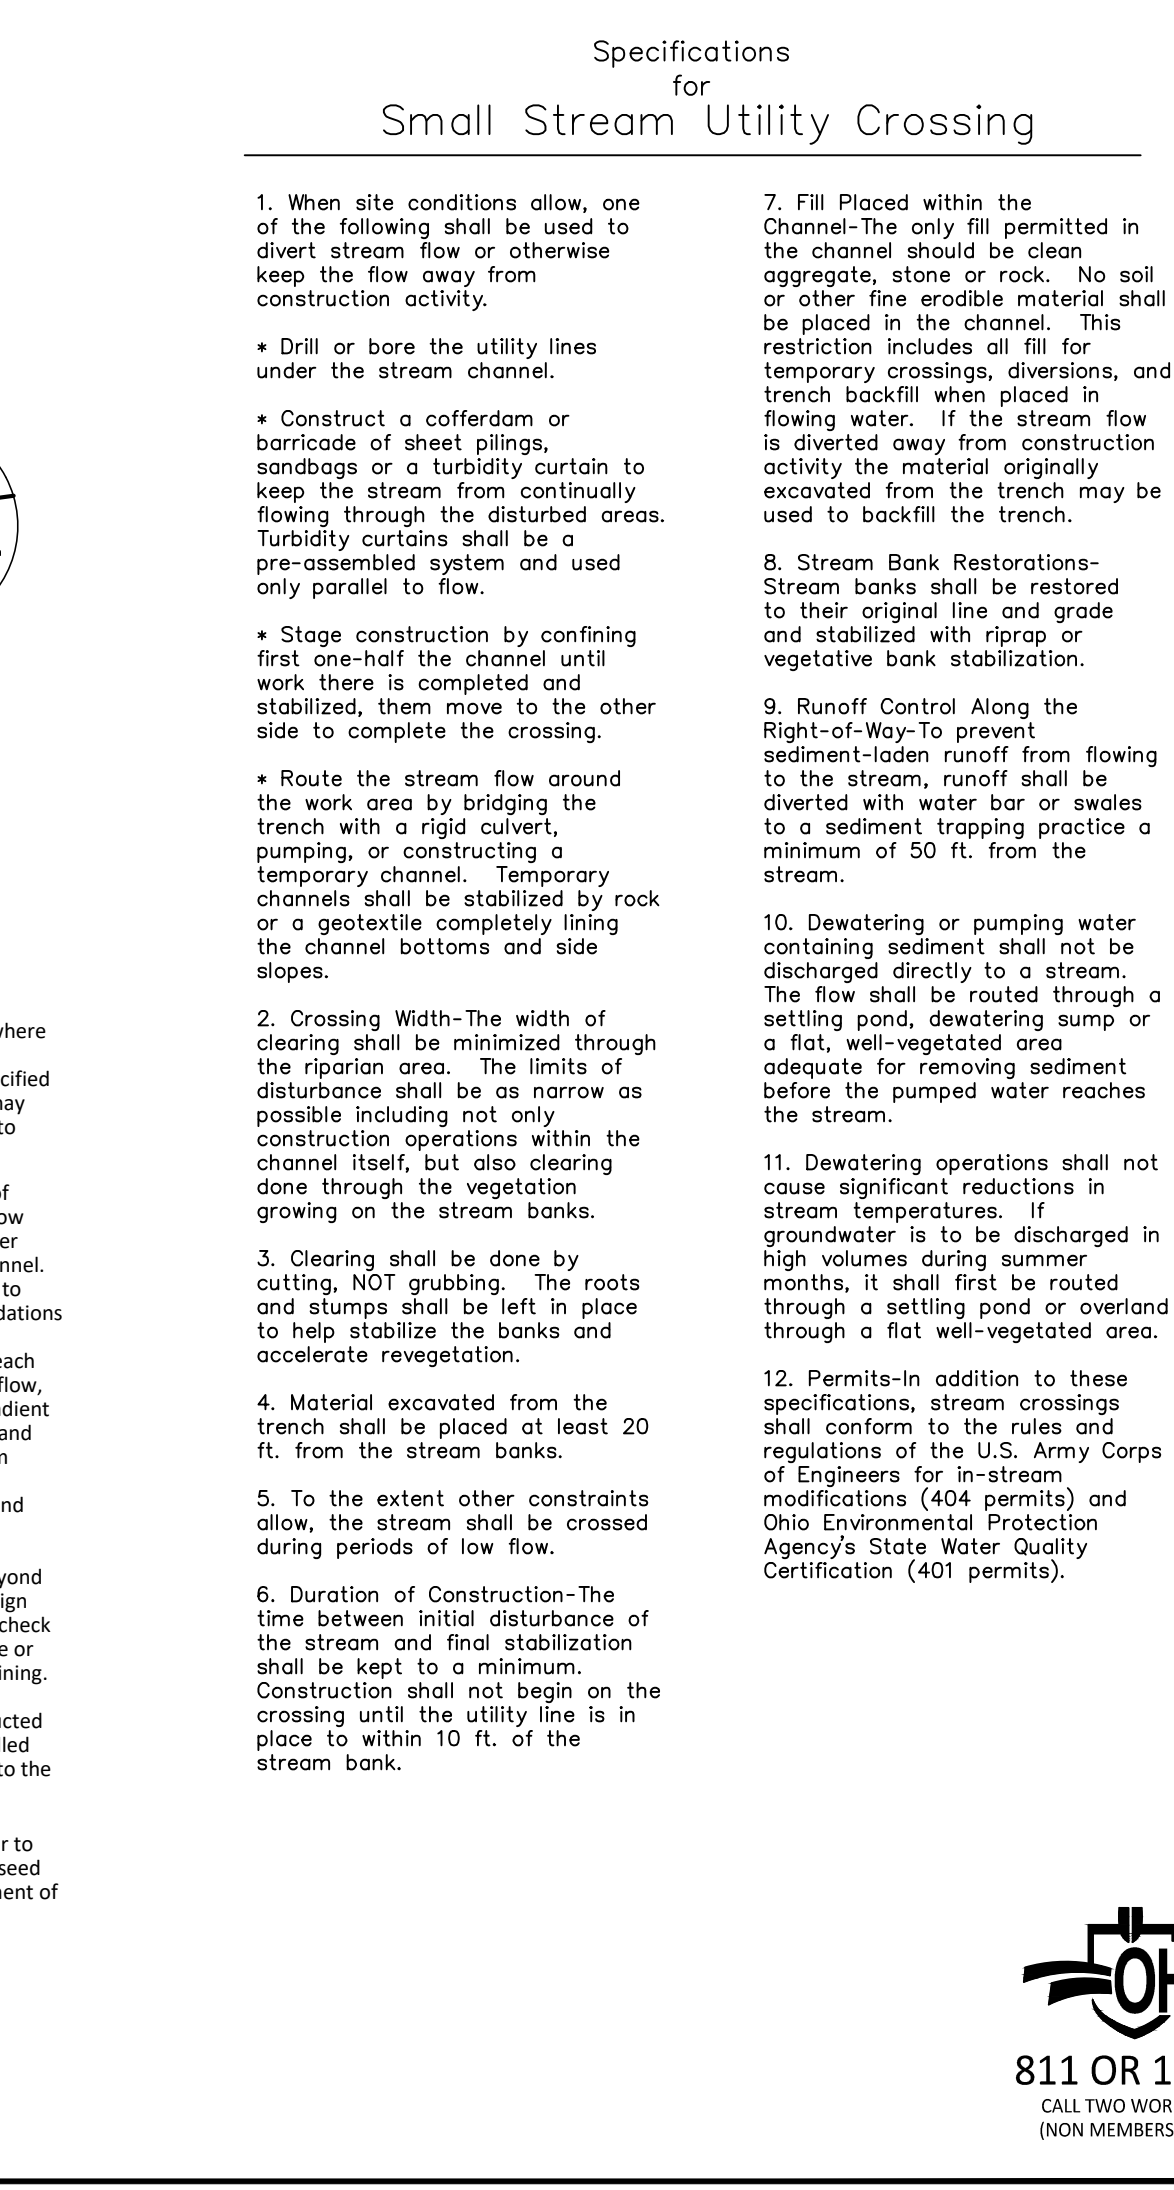 Specifications
for
Small Stream Utility Crossing
1. When site conditions allow, one
of the following shall be used to
divert stream flow or otherwise
keep the flow away from
construction activity.
* Drill or bore the utility lines
under the stream channel.
* Construct a cofferdam or
barricade of sheet pilings,
sandbags or a turbidity curtain to
keep the stream from continually
flowing through the disturbed areas.
Turbidity curtains shall be a
pre-assembled system and used
only parallel to flow.
* Stage construction by confining
first one-half the channel until
work there is completed and
stabilized, them move to the other
side to complete the crossing.
* Route the stream flow around
the work area by bridging the
trench with a rigid culvert,
pumping, or constructing a
temporary channel. Temporary
channels shall be stabilized by rock
or a geotextile completely lining
the channel bottoms and side
slopes.
2. Crossing Width-The width of
clearing shall be minimized through
the riparian area. The limits of
disturbance shall be as narrow as
possible including not only
construction operations within the
channel itself, but also clearing
done through the vegetation
growing on the stream banks.
3. Clearing shall be done by
cutting, NOT grubbing. The roots
and stumps shall be left in place
to help stabilize the banks and
accelerate revegetation.
4. Material excavated from the
trench shall be placed at least 20
ft. from the stream banks.
5. To the extent other constraints
allow, the stream shall be crossed
during periods of low flow.
6. Duration of Construction-The
time between initial disturbance of
the stream and final stabilization
shall be kept to a minimum.
Construction shall not begin on the
crossing until the utility line is in
place to within 10 ft. of the
stream bank.
7. Fill Placed within the
Channel-The only fill permitted in
the channel should be clean
aggregate, stone or rock. No soil
or other fine erodible material shall
be placed in the channel. This
restriction includes all fill for
temporary crossings, diversions, and
trench backfill when placed in
flowing water. If the stream flow
is diverted away from construction
activity the material originally
excavated from the trench may be
used to backfill the trench.
8. Stream Bank Restorations-
Stream banks shall be restored
to their original line and grade
and stabilized with riprap or
vegetative bank stabilization.
9. Runoff Control Along the
Right-of-Way-To prevent
sediment-laden runoff from flowing
to the stream, runoff shall be
diverted with water bar or swales
to a sediment trapping practice a
minimum of 50 ft. from the
stream.
10. Dewatering or pumping water
containing sediment shall not be
discharged directly to a stream.
The flow shall be routed through a
settling pond, dewatering sump or
a flat, well-vegetated area
adequate for removing sediment
before the pumped water reaches
the stream.
11. Dewatering operations shall not
cause significant reductions in
stream temperatures. If
groundwater is to be discharged in
high volumes during summer
months, it shall first be routed
through a settling pond or overland
through a flat well-vegetated area.
12. Permits-In addition to these
specifications, stream crossings
shall conform to the rules and
regulations of the U.S. Army Corps
of Engineers for in-stream
modifications (404 permits) and
Ohio Environmental Protection
Agency's State Water Quality
Certification (401 permits).
to
of
to
flow,
and
check
or
to the
to
seed
of
OH
811 OR 1
CALL TWO WOR
(NON MEMBERS